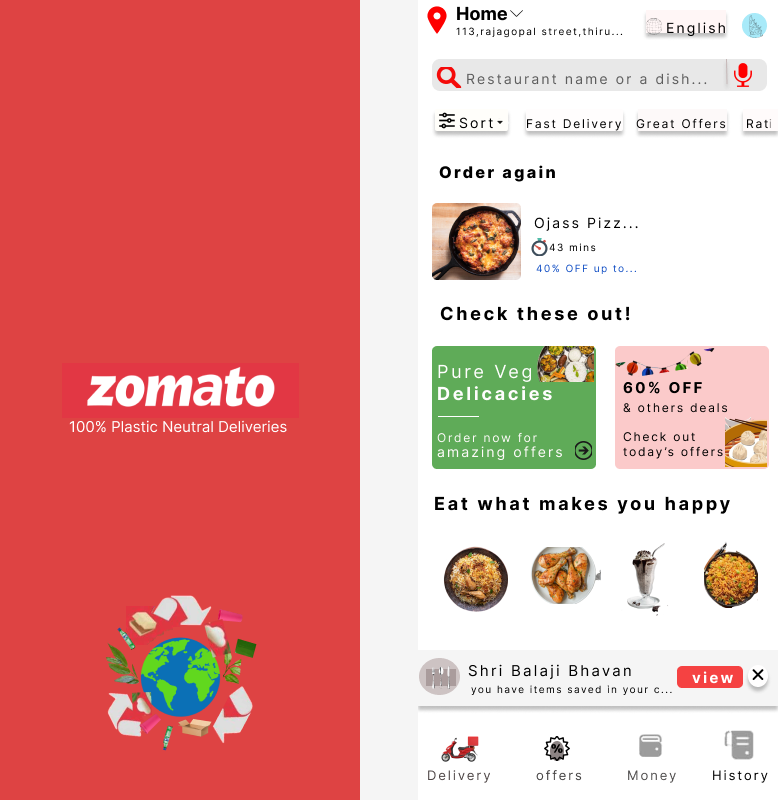 zomato
100% Plastic Neutral Deliveries
Home
113,rajagopal street,thiru...
English
Restaurant name or a dish...
Sort
Fast Delivery
Great Offers
Rati
Order again
Ojass Pizz...
43 mins
40% OFF up to...
Check these out!
Pure Veg
Delicacies
Order now for
amazing offers
60% OFF
& others deals
Check out
today's offers
Eat what makes you happy
Shri Balaji Bhavan
you have items saved in your c...
view
Delivery
offers
Money
History